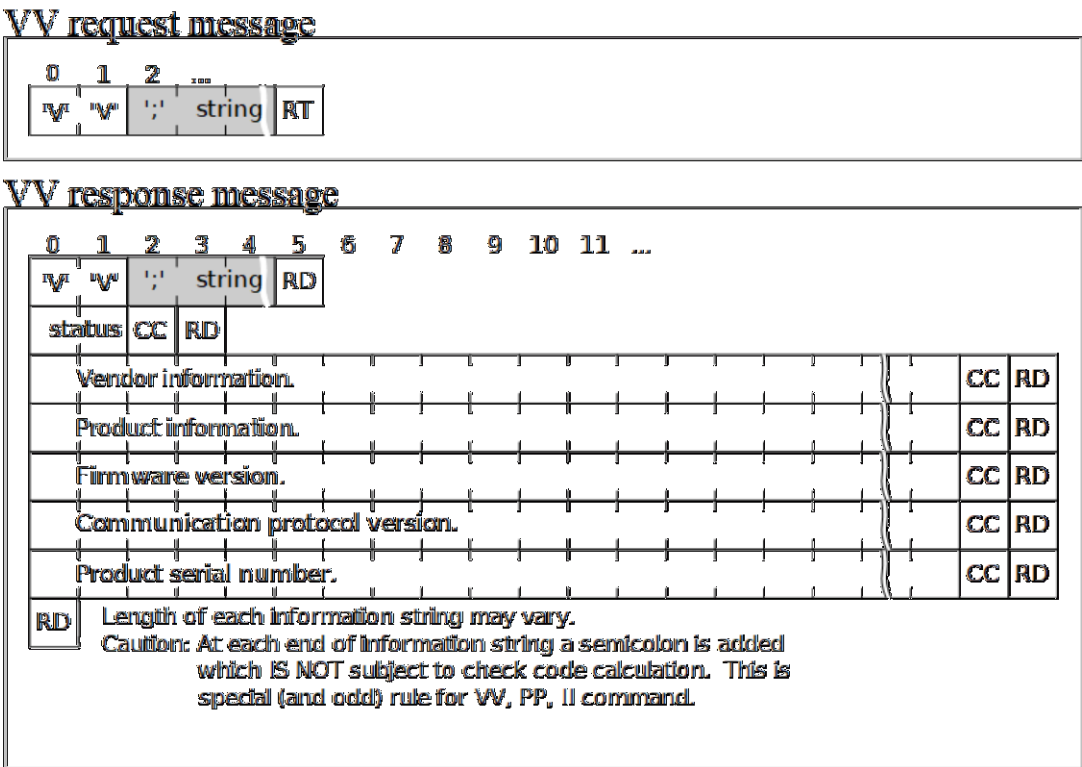 VV request message
0 1 2 ...
"V" "V" ';' string RT
VV response message
0 1 2 3 4 5 6 7 8 9 10 11 ...
"V" "V" ';' string RD
status CC RD
Vendor information. CC RD
Product information. CC RD
Firmware version. CC RD
Communication protocol version. CC RD
Product serial number. CC RD
RD Length of each information string may vary.
Caution: At each end of information string a semicolon is added
which IS NOT subject to check code calculation. This is
special (and odd) rule for VV, PP, II command.